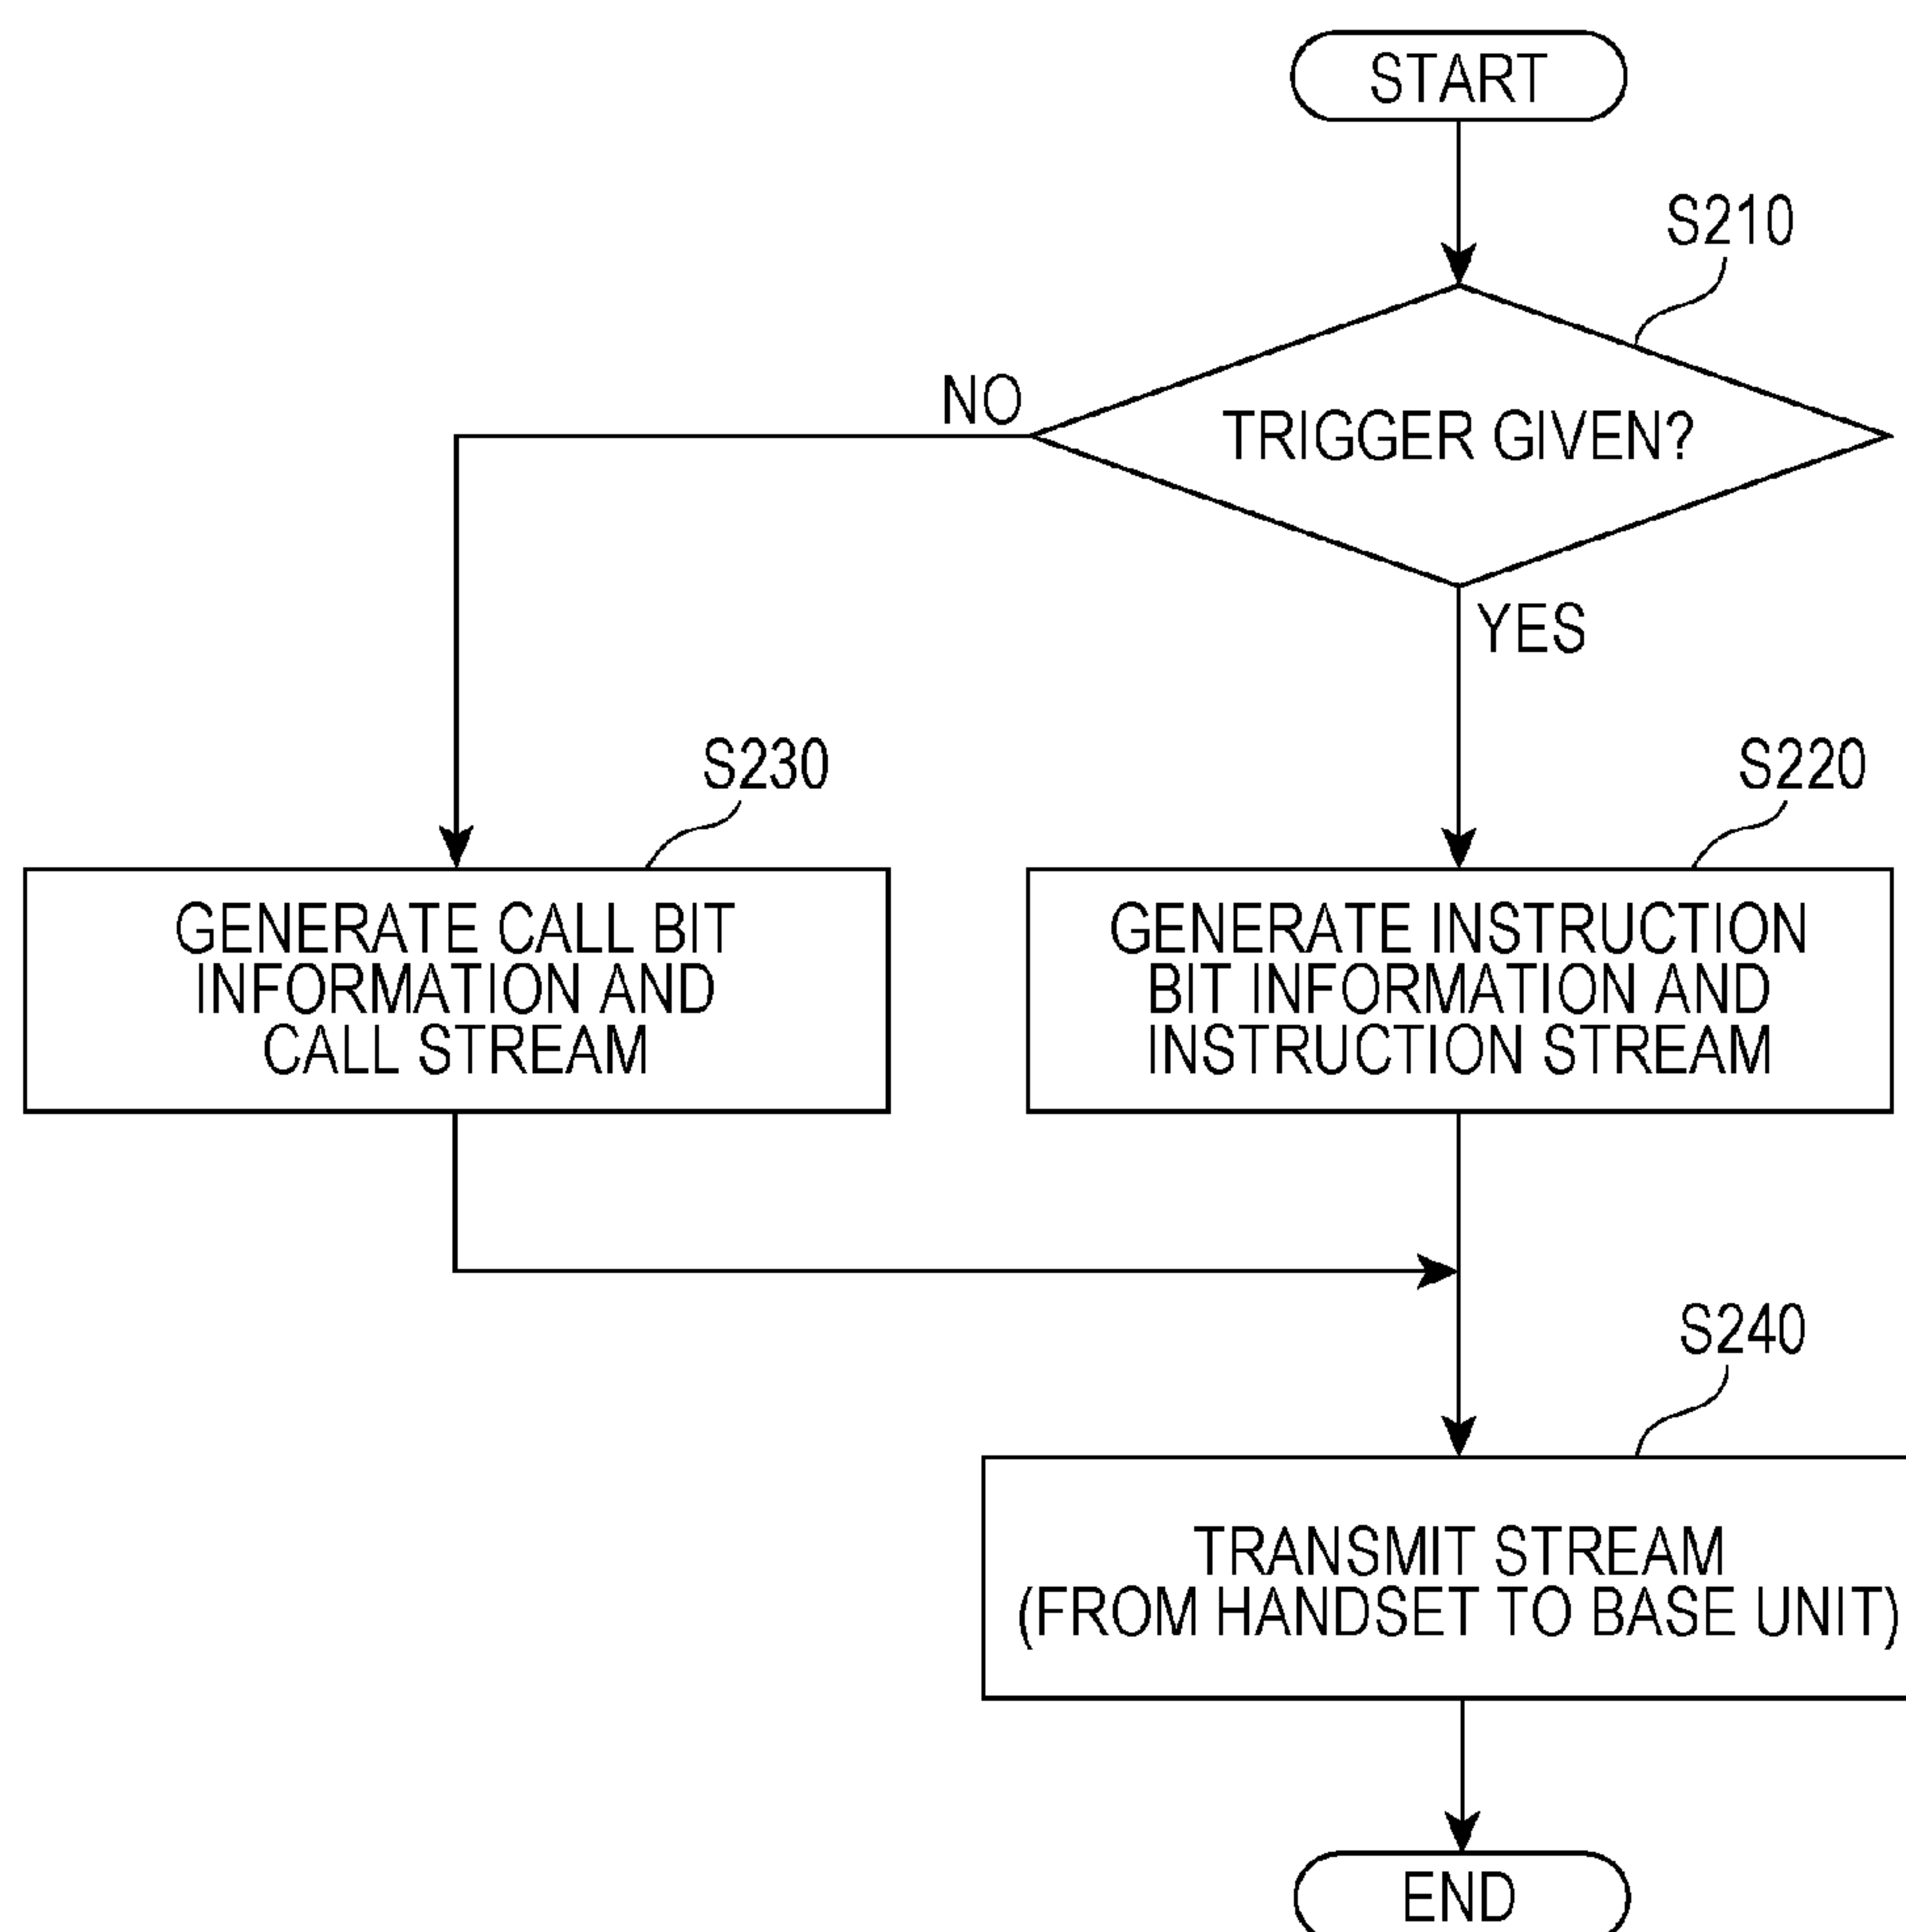 START
S210
NO
TRIGGER GIVEN?
YES
S230
S220
GENERATE CALL BIT
INFORMATION AND
CALL STREAM
GENERATE INSTRUCTION
BIT INFORMATION AND
INSTRUCTION STREAM
S240
TRANSMIT STREAM
(FROM HANDSET TO BASE UNIT)
END